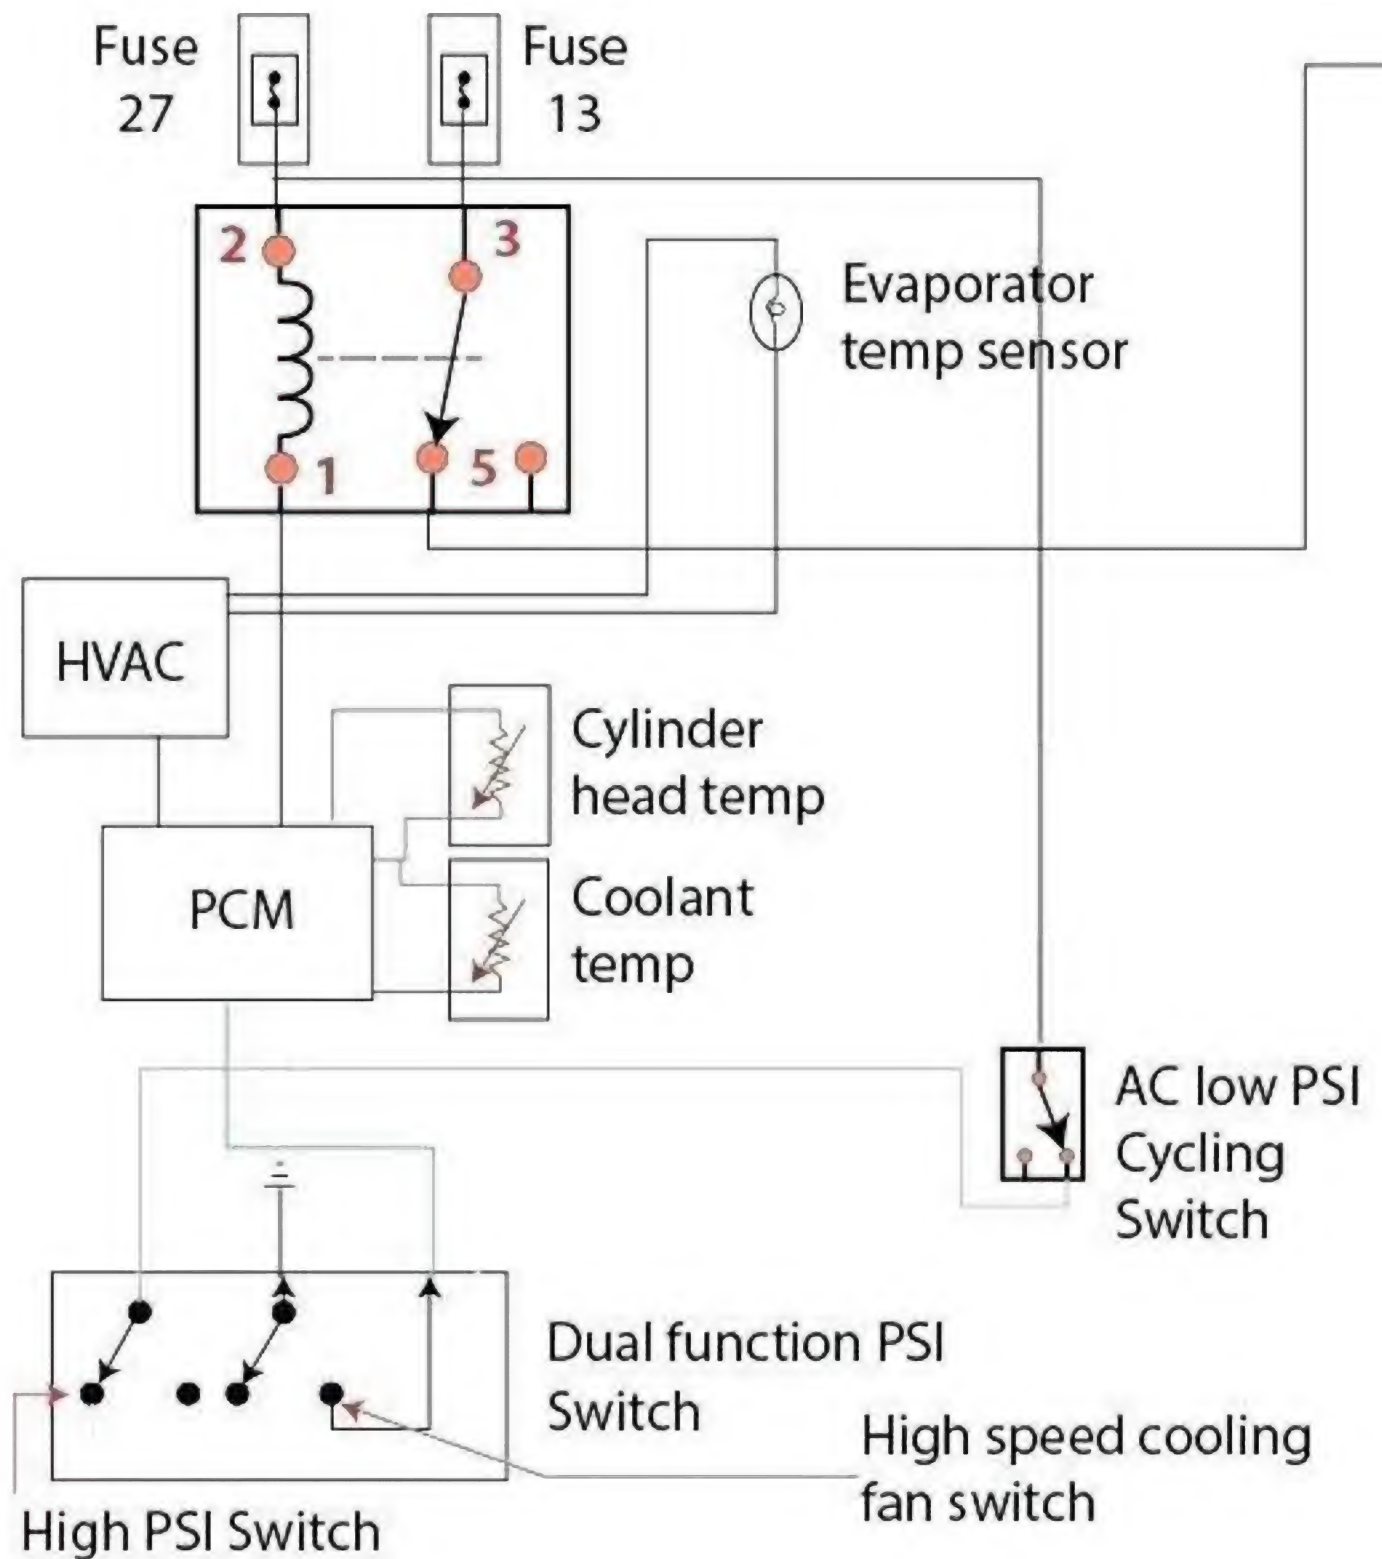 Fuse
27
Fuse
13
2
3
Evaporator
temp sensor
1
5
HVAC
Cylinder
head temp
PCM
Coolant
temp
AC low PSI
Cycling
Switch
Dual function PSI
Switch
High speed cooling
fan switch
High PSI Switch